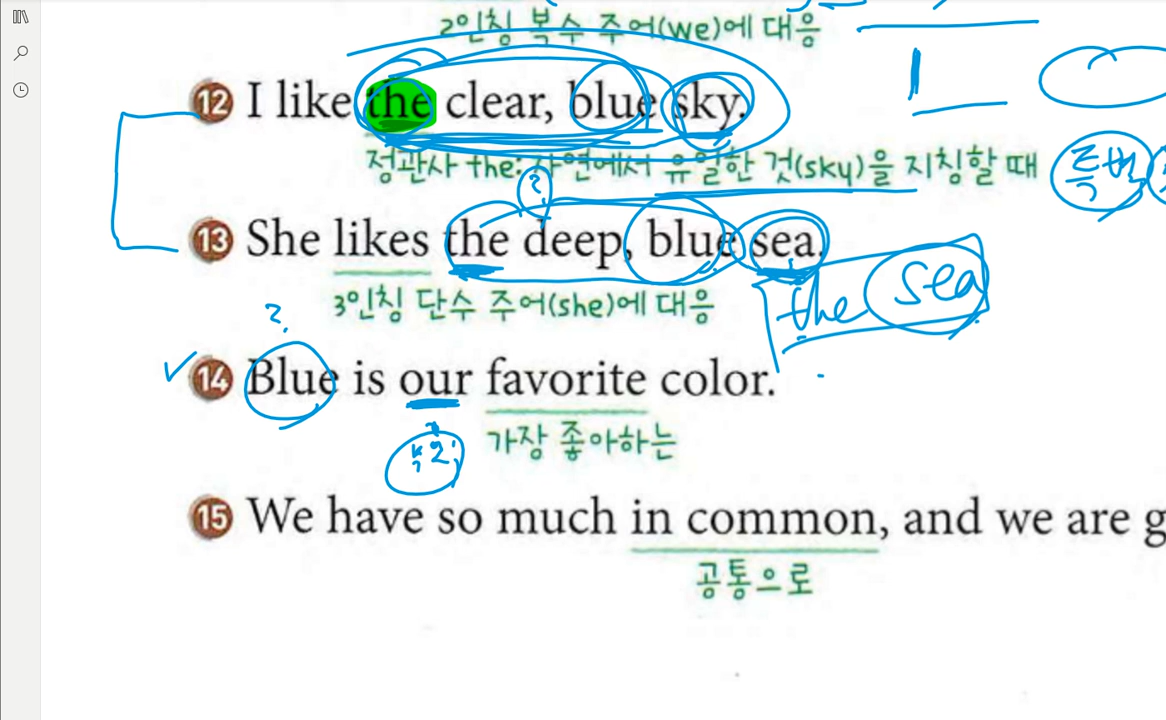 2인칭 복수 주어(we)에 대응
12 I like the clear, blue sky.
정관사 the: 자연에서 유일한 것(sky)을 지칭할 때
13 She likes the deep, blue sea.
?
the sea
3인칭 단수 주어(she)에 대응
?
14 Blue is our favorite color.
가장 좋아하는
15 We have so much in common, and we are g
공통으로